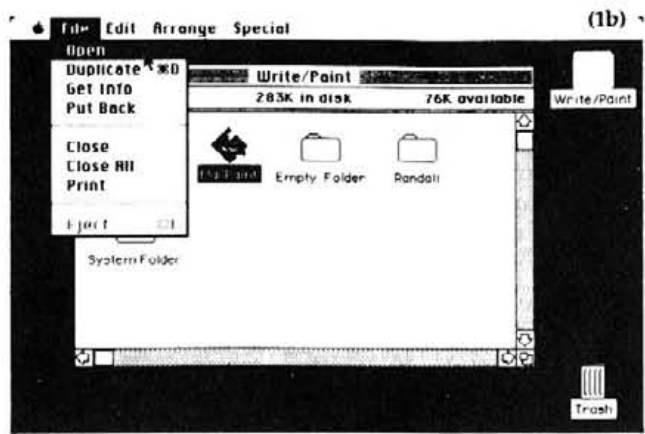 (1b)
File Edit Arrange Special
Open
Duplicate ⌘D
Get Info
Put Back
Close
Close All
Print
Eject ⌘E
Write/Paint
283K in disk 76K available
Empty Folder
Randall
System Folder
Write/Paint
Trash